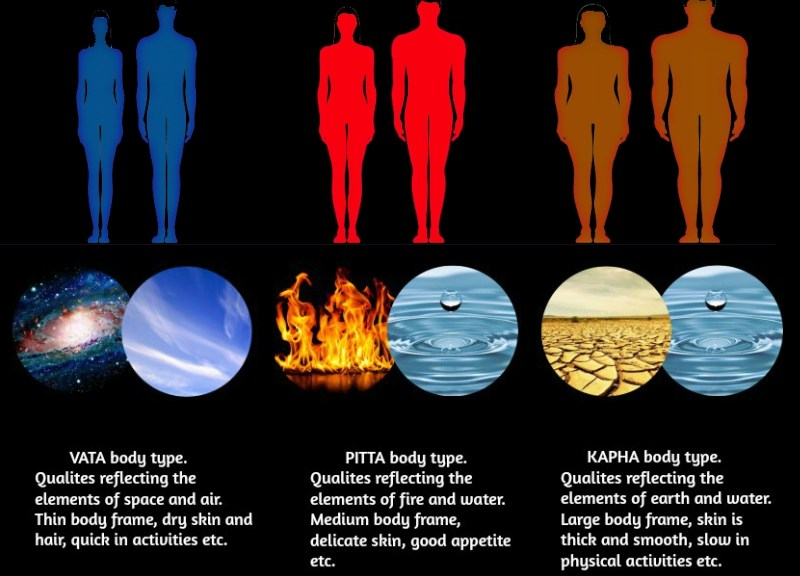 VATA body type.
Qualites reflecting the
elements of space and air.
Thin body frame, dry skin and
hair, quick in activities etc.
PITTA body type.
Qualites reflecting the
elements of fire and water.
Medium body frame,
delicate skin, good appetite
etc.
KAPHA body type.
Qualites reflecting the
elements of earth and water.
Large body frame, skin is
thick and smooth, slow in
physical activities etc.